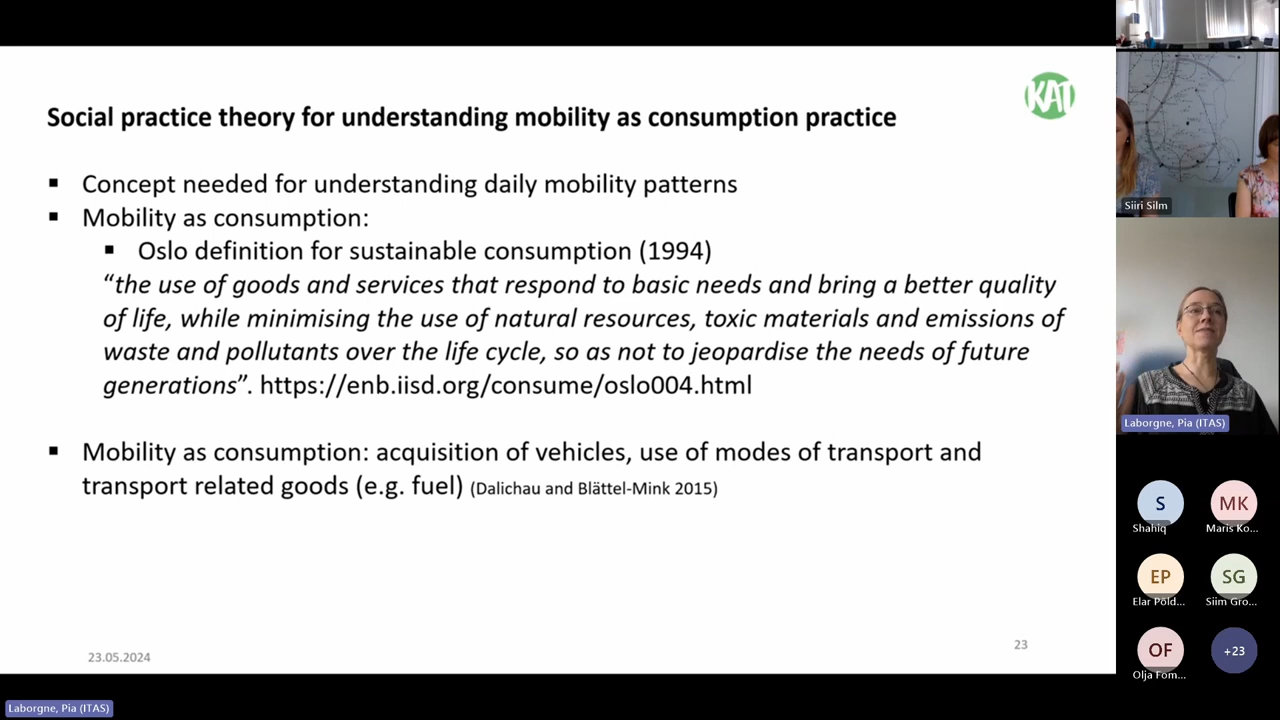 KAT
Social practice theory for understanding mobility as consumption practice
▪ Concept needed for understanding daily mobility patterns
▪ Mobility as consumption:
▪ Oslo definition for sustainable consumption (1994)
“the use of goods and services that respond to basic needs and bring a better quality
of life, while minimising the use of natural resources, toxic materials and emissions of
waste and pollutants over the life cycle, so as not to jeopardise the needs of future
generations”. https://enb.iisd.org/consume/oslo004.html
▪ Mobility as consumption: acquisition of vehicles, use of modes of transport and
transport related goods (e.g. fuel) (Dalichau and Blättel-Mink 2015)
23.05.2024
23
Laborgne, Pia (ITAS)
Siiri Silm
Laborgne, Pia (ITAS)
S
Shahiq
MK
Maris Ko...
EP
Elar Põld...
SG
Siim Gro...
OF
Olja Fom...
+23